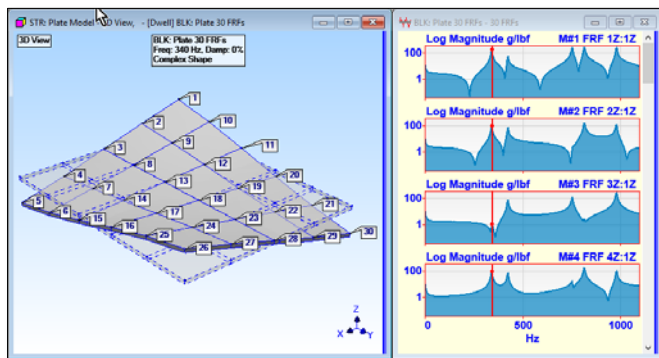 STR: Plate Model - 3D View, - [Dwell] BLK: Plate 30 FRFs
3D View
BLK: Plate 30 FRFs
Freq: 340 Hz, Damp: 0%
Complex Shape
1
2
10
3
9
11
8
12
4
7
13
19
20
5
6
14
18
21
15
17
22
16
24
23
25
26
27
28
29
30
Z
X
Y
BLK: Plate 30 FRFs - 30 FRFs
Log Magnitude g/lbf M#1 FRF 1Z:1Z
100
1
Log Magnitude g/lbf M#2 FRF 2Z:1Z
100
1
Log Magnitude g/lbf M#3 FRF 3Z:1Z
100
1
Log Magnitude g/lbf M#4 FRF 4Z:1Z
100
1
0 500 1000
Hz